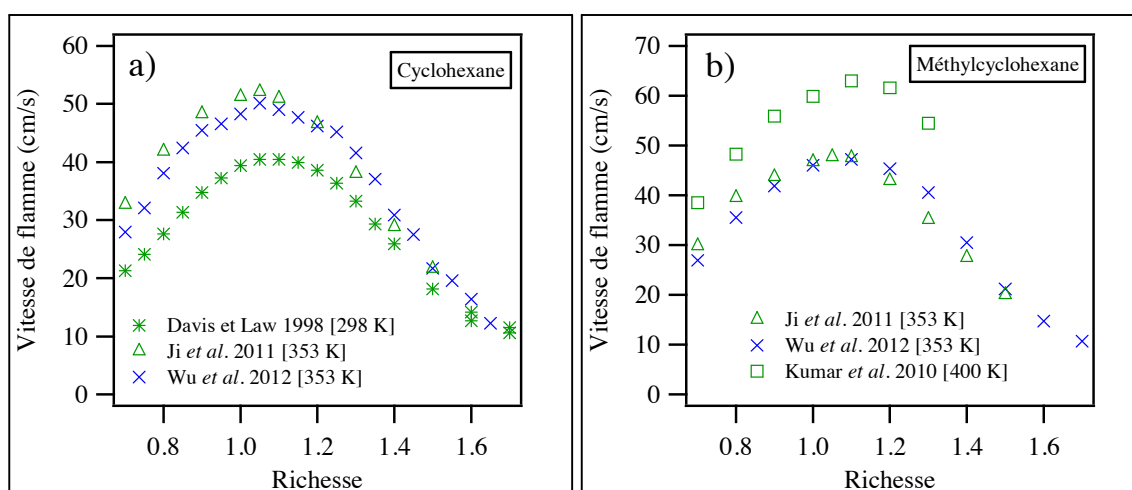 a)
Cyclohexane
Vitesse de flamme (cm/s)
60
50
40
30
20
10
0
Davis et Law 1998 [298 K]
Ji et al. 2011 [353 K]
Wu et al. 2012 [353 K]
0.8 1.0 1.2 1.4 1.6
Richesse
b)
Méthylcyclohexane
Vitesse de flamme (cm/s)
70
60
50
40
30
20
10
0
Ji et al. 2011 [353 K]
Wu et al. 2012 [353 K]
Kumar et al. 2010 [400 K]
0.8 1.0 1.2 1.4 1.6
Richesse